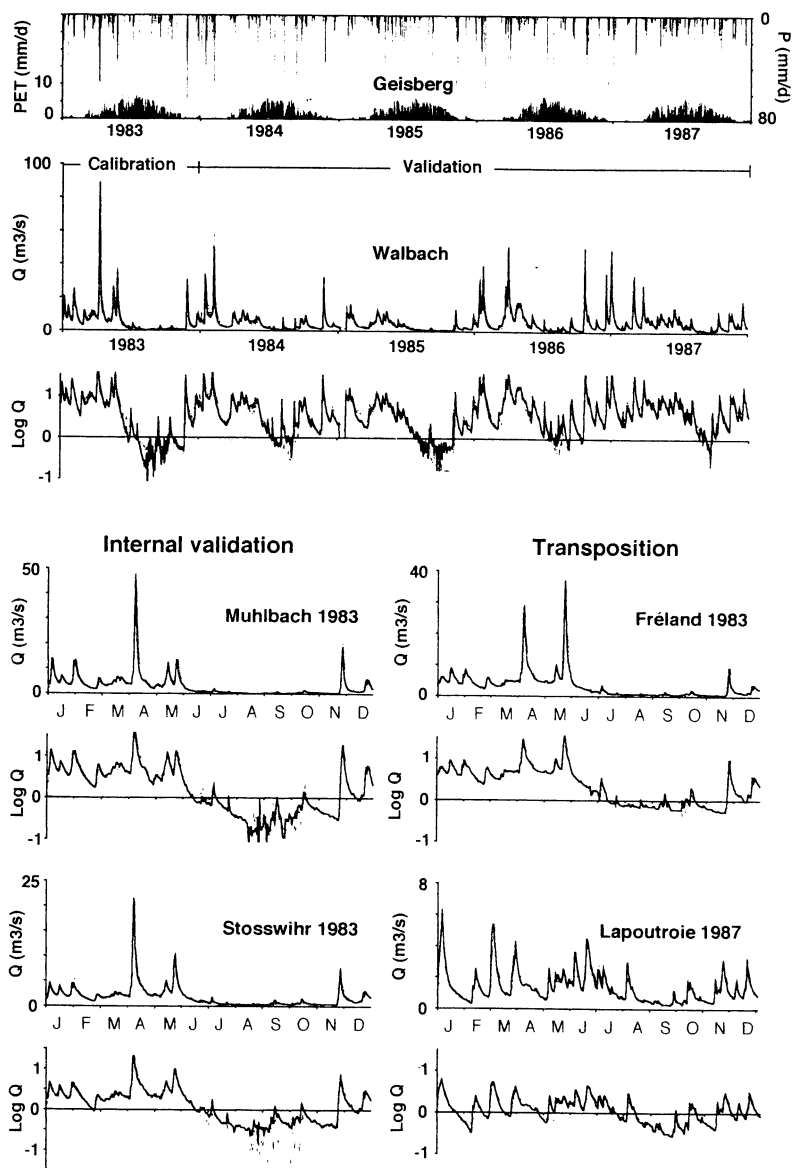 PET (mm/d)
10
0
Geisberg
0
P (mm/d)
80
1983 1984 1985 1986 1987
100
Calibration
Validation
Q (m3/s)
Walbach
0
1983 1984 1985 1986 1987
Log Q
1
0
-1
Internal validation
50
Q (m3/s)
Muhlbach 1983
0
J F M A M J J A S O N D
Log Q
1
0
-1
25
Q (m3/s)
Stosswihr 1983
0
J F M A M J J A S O N D
Log Q
1
0
-1
Transposition
40
Q (m3/s)
Fréland 1983
0
J F M A M J J A S O N D
Log Q
1
0
-1
8
Q (m3/s)
Lapoutroie 1987
0
J F M A M J J A S O N D
Log Q
1
0
-1